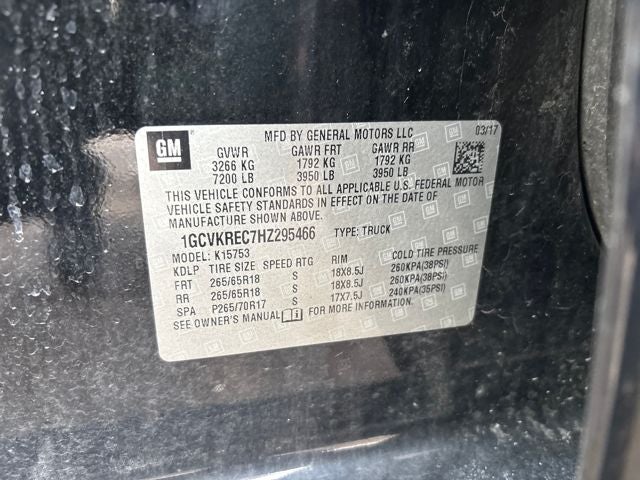 GM
MFD BY GENERAL MOTORS LLC 03/17
GVWR GAWR FRT GAWR RR
3266 KG 1792 KG 1792 KG
7200 LB 3950 LB 3950 LB
THIS VEHICLE CONFORMS TO ALL APPLICABLE U.S. FEDERAL MOTOR
VEHICLE SAFETY STANDARDS IN EFFECT ON THE DATE OF
MANUFACTURE SHOWN ABOVE.
1GCVKREC7HZ295466 TYPE: TRUCK
MODEL: K15753
KDLP TIRE SIZE SPEED RTG RIM COLD TIRE PRESSURE
FRT 265/65R18 S 18X8.5J 260KPA(38PSI)
RR 265/65R18 S 18X8.5J 260KPA(38PSI)
SPA P265/70R17 S 17X7.5J 240KPA(35PSI)
SEE OWNER'S MANUAL FOR MORE INFORMATION.